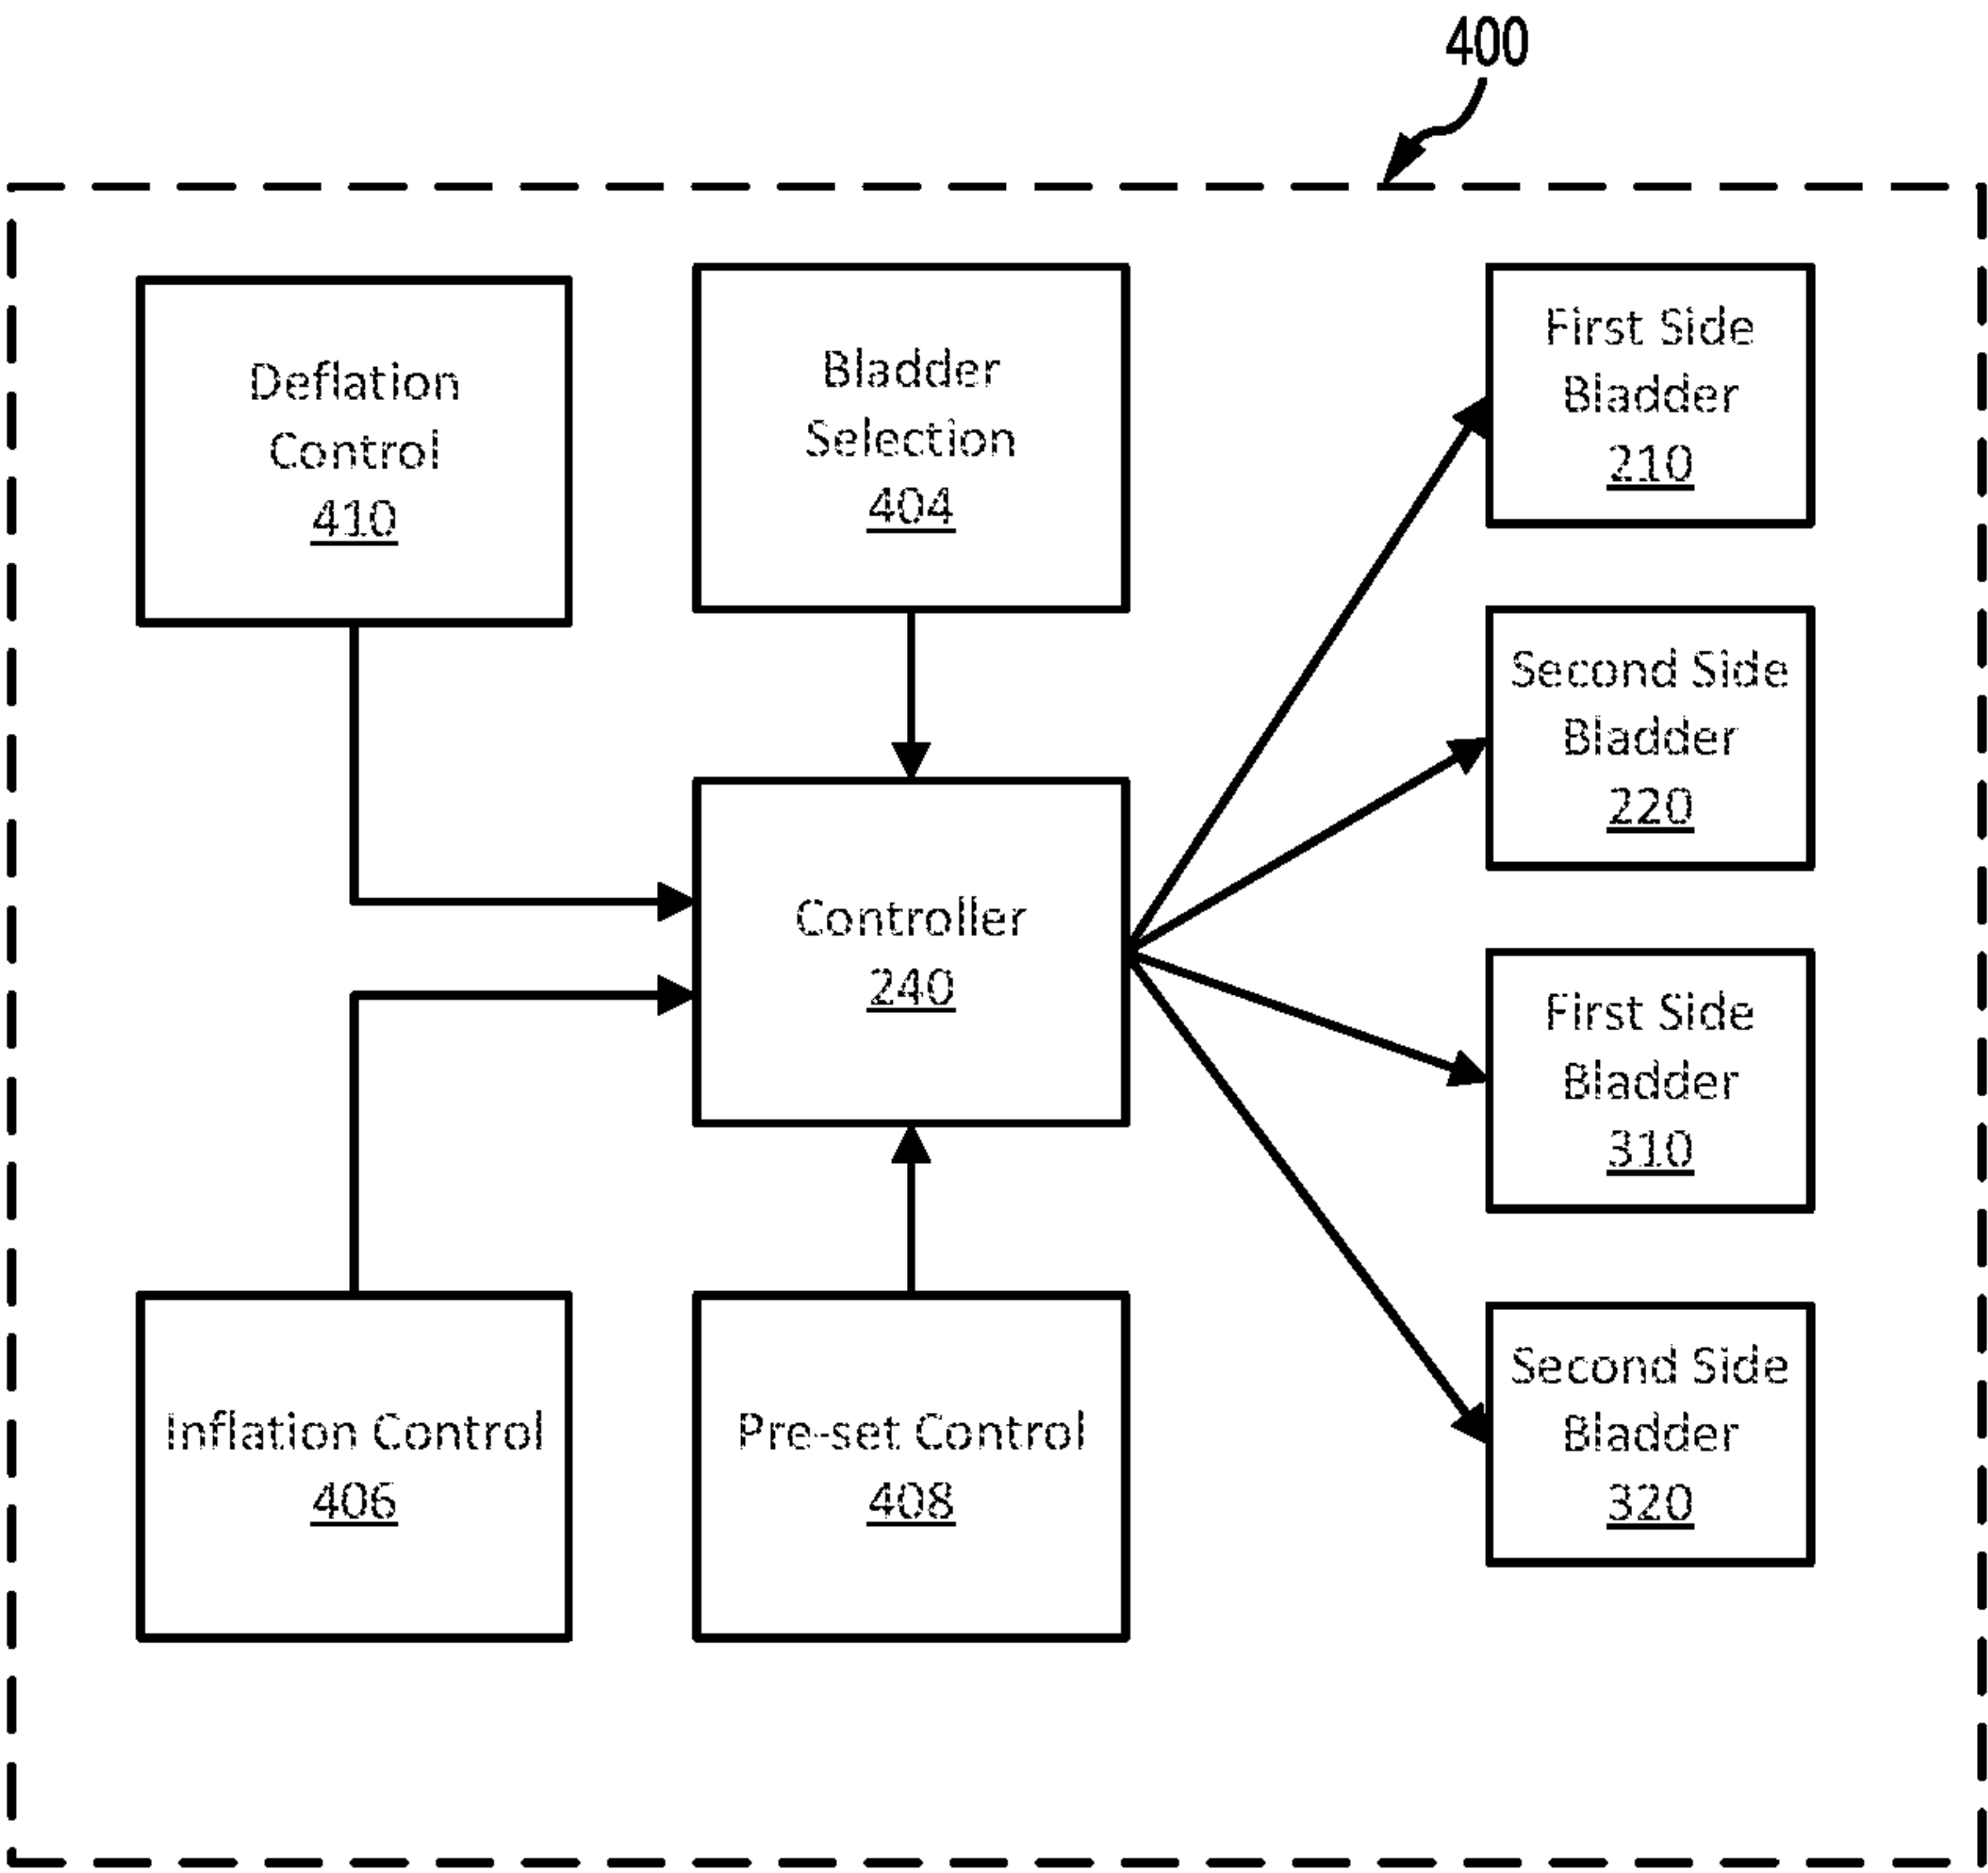 400
Deflation
Control
410
Bladder
Selection
404
First Side
Bladder
210
Second Side
Bladder
220
Controller
240
First Side
Bladder
310
Inflation Control
406
Pre-set Control
408
Second Side
Bladder
320